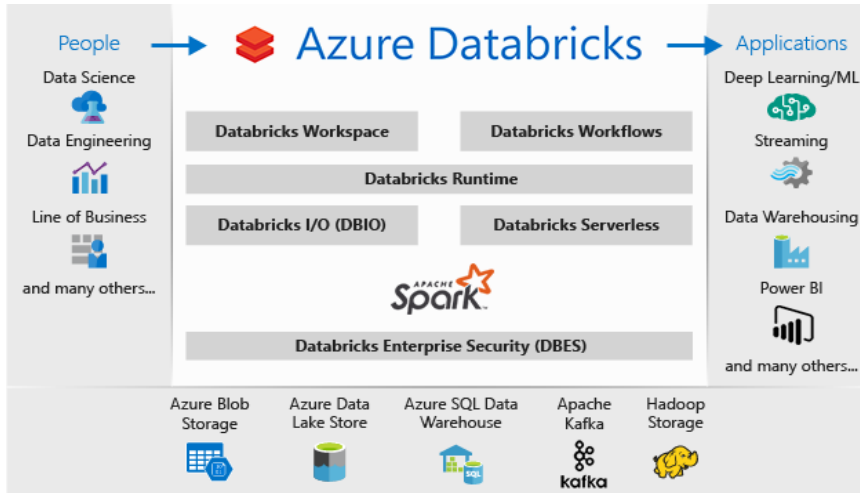 People
Azure Databricks
Applications
Data Science
Data Engineering
Line of Business
and many others...
Databricks Workspace
Databricks Workflows
Databricks Runtime
Databricks I/O (DBIO)
Databricks Serverless
APACHE
Spark™
Databricks Enterprise Security (DBES)
Deep Learning/ML
Streaming
Data Warehousing
Power BI
and many others...
Azure Blob
Storage
Azure Data
Lake Store
Azure SQL Data
Warehouse
SQL
Apache
Kafka
kafka
Hadoop
Storage